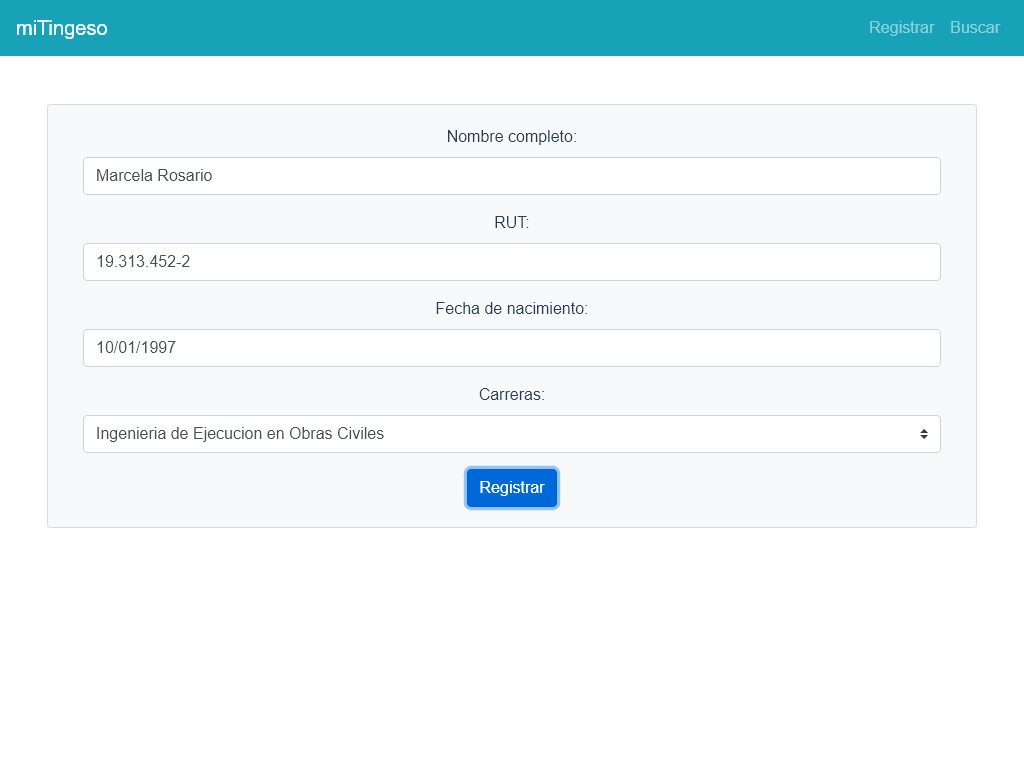 miTingeso
Registrar Buscar
Nombre completo:
Marcela Rosario
RUT:
19.313.452-2
Fecha de nacimiento:
10/01/1997
Carreras:
Ingenieria de Ejecucion en Obras Civiles
Registrar